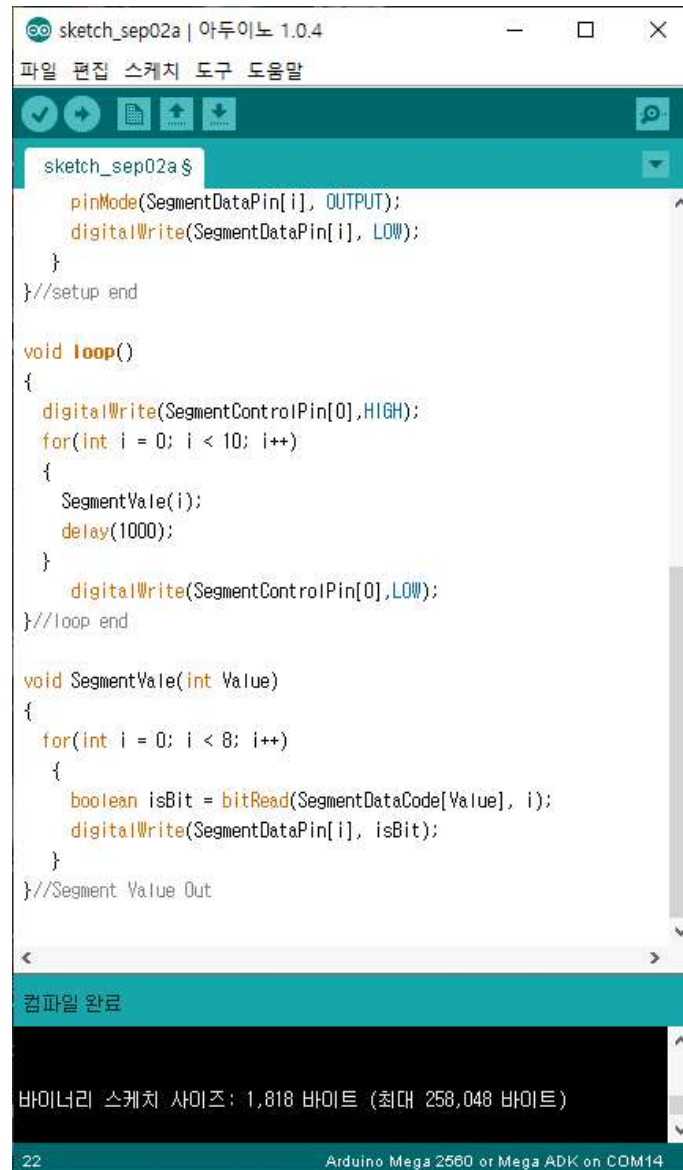 sketch_sep02a | 아두이노 1.0.4
파일 편집 스케치 도구 도움말
sketch_sep02a §
pinMode(SegmentDataPin[i], OUTPUT);
digitalWrite(SegmentDataPin[i], LOW);
}
}//setup end
void loop()
{
digitalWrite(SegmentControlPin[0],HIGH);
for(int i = 0; i < 10; i++)
{
SegmentVale(i);
delay(1000);
}
digitalWrite(SegmentControlPin[0],LOW);
}//loop end
void SegmentVale(int Value)
{
for(int i = 0; i < 8; i++)
{
boolean isBit = bitRead(SegmentDataCode[Value], i);
digitalWrite(SegmentDataPin[i], isBit);
}
}//Segment Value Out
컴파일 완료
바이너리 스케치 사이즈: 1,818 바이트 (최대 258,048 바이트)
22 Arduino Mega 2560 or Mega ADK on COM14